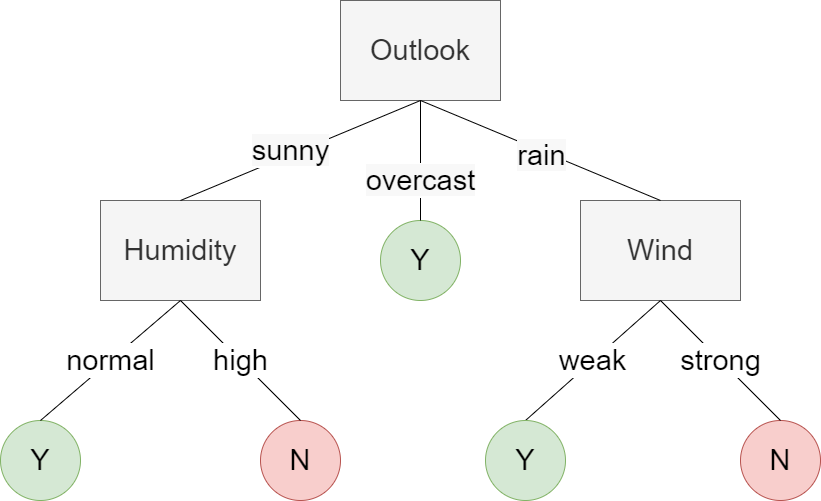 Outlook
sunny
overcast
rain
Humidity
Y
Wind
normal
high
weak
strong
Y
N
Y
N